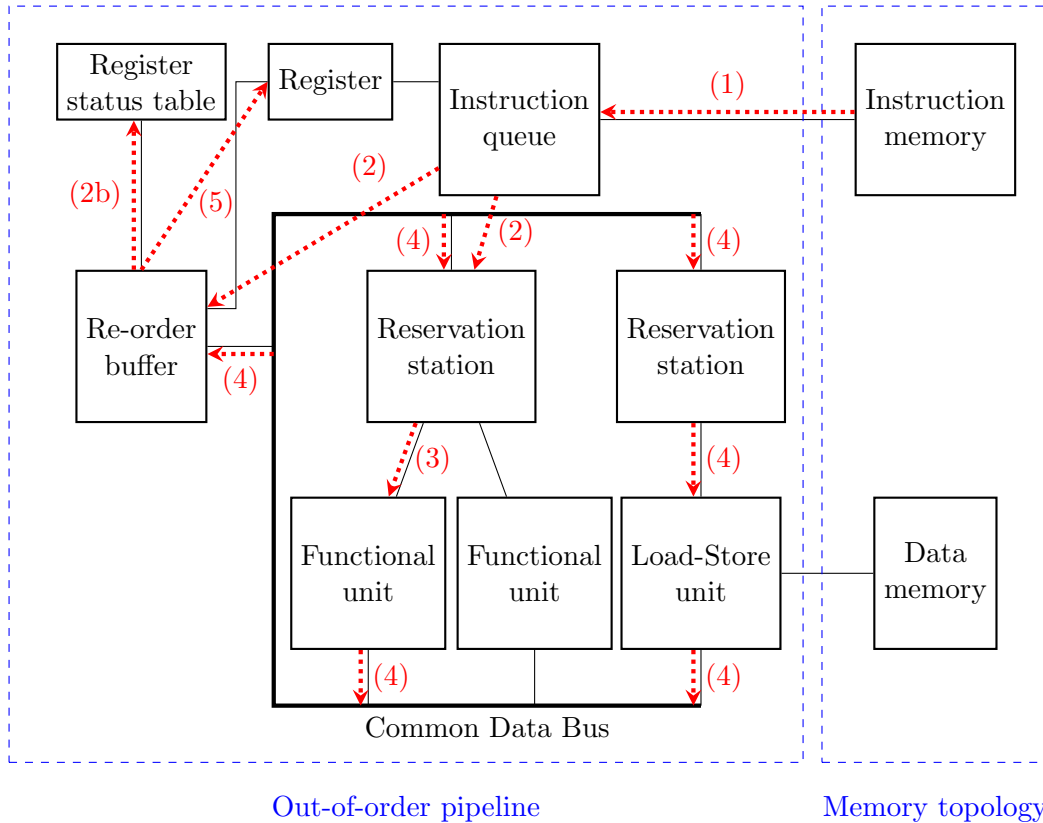 Register
status table
Register
Instruction
queue
(1)
Instruction
memory
(2b)
(5)
(2)
(4)
(2)
(4)
Re-order
buffer
(4)
Reservation
station
Reservation
station
(3)
(4)
Functional
unit
Functional
unit
Load-Store
unit
Data
memory
(4)
(4)
Common Data Bus
Out-of-order pipeline
Memory topology